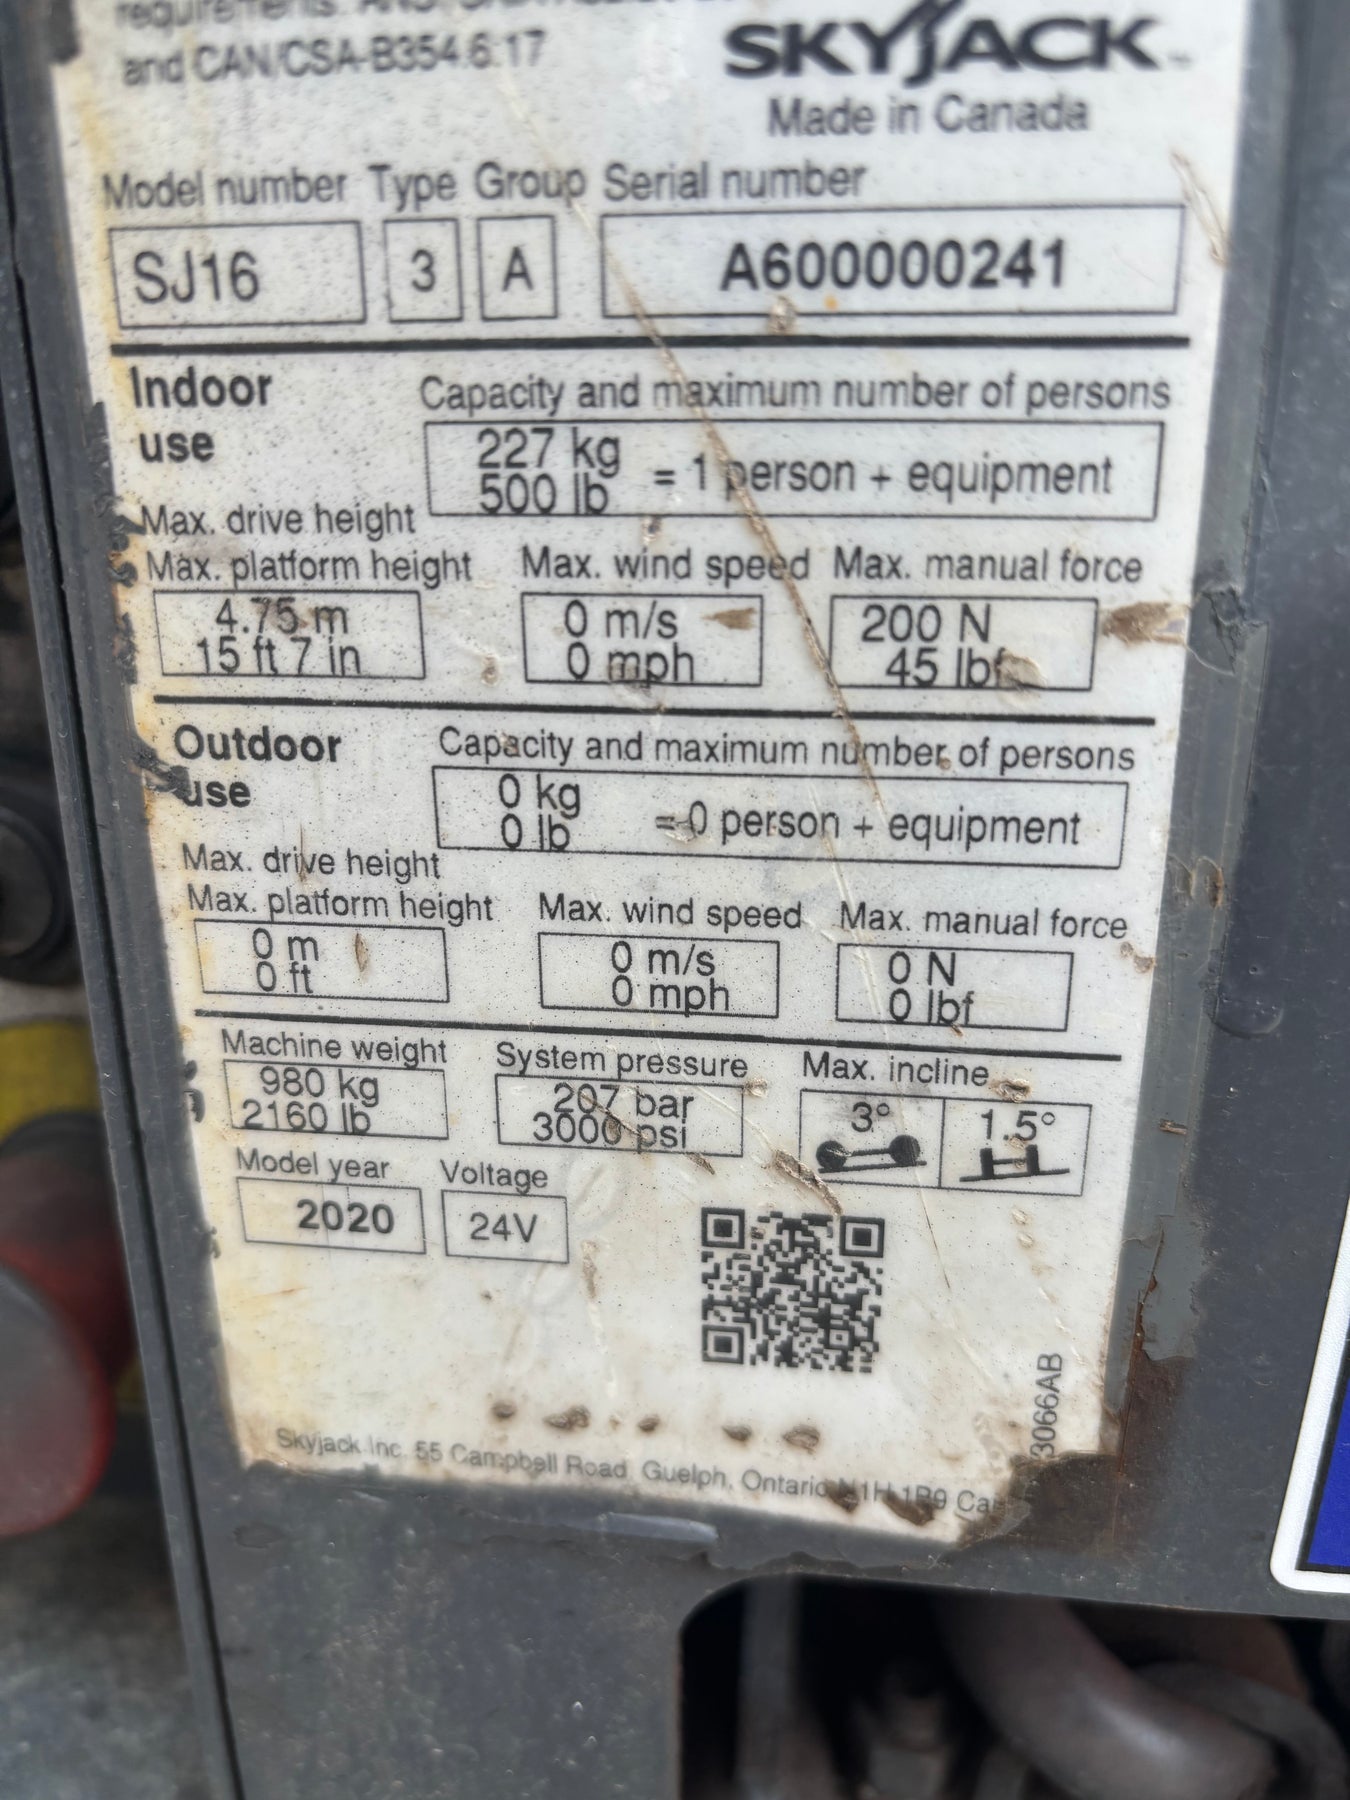 requirements.
and CAN/CSA-B354.6:17
SKYJACK
Made in Canada
Model number Type Group Serial number
SJ16 3 A A600000241
Indoor use
Capacity and maximum number of persons
227 kg
500 lb
= 1 person + equipment
Max. drive height
Max. platform height Max. wind speed Max. manual force
4.75 m 0 m/s 200 N
15 ft 7 in 0 mph 45 lbf
Outdoor use
Capacity and maximum number of persons
0 kg
0 lb
= 0 person + equipment
Max. drive height
Max. platform height Max. wind speed Max. manual force
0 m 0 m/s 0 N
0 ft 0 mph 0 lbf
Machine weight System pressure Max. incline
980 kg 207 bar 3° 1.5°
2160 lb 3000 psi
Model year Voltage
2020 24V
3066AB
Skyjack Inc. 55 Campbell Road, Guelph, Ontario N1H 1B9